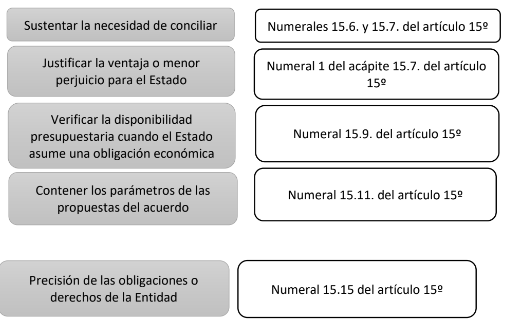 Sustentar la necesidad de conciliar
Numerales 15.6. y 15.7. del artículo 15º
Justificar la ventaja o menor
perjuicio para el Estado
Numeral 1 del acápite 15.7. del artículo
15º
Verificar la disponibilidad
presupuestaria cuando el Estado
asume una obligación económica
Numeral 15.9. del artículo 15º
Contener los parámetros de las
propuestas del acuerdo
Numeral 15.11. del artículo 15º
Precisión de las obligaciones o
derechos de la Entidad
Numeral 15.15 del artículo 15º